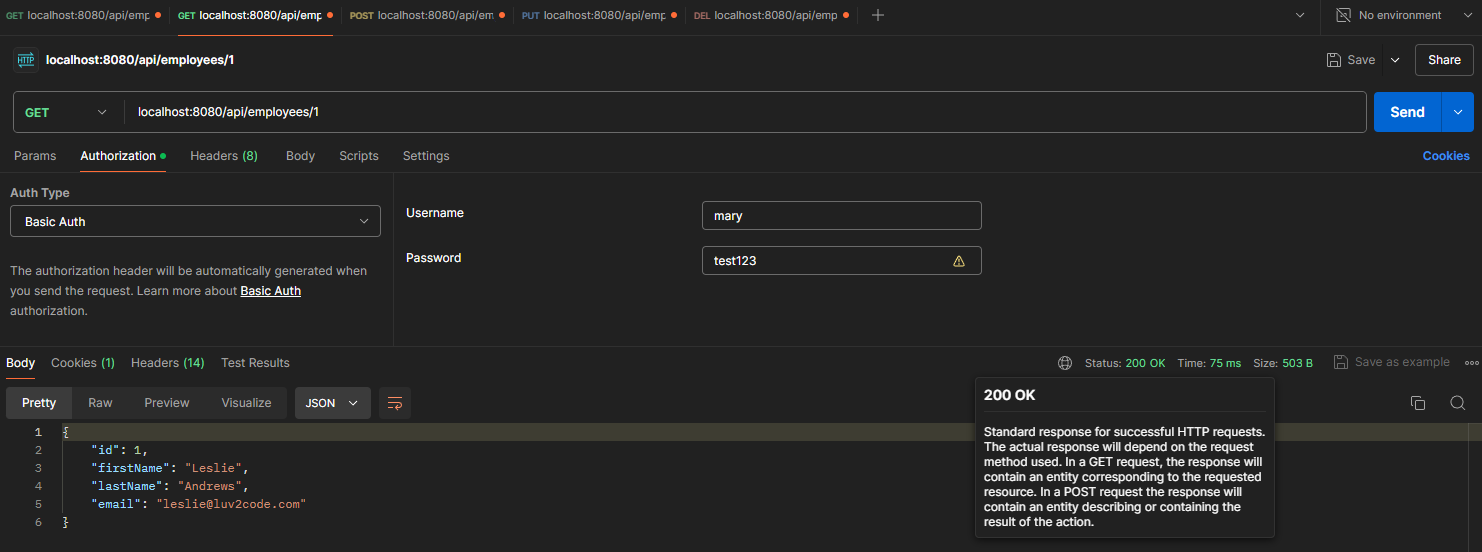 GET localhost:8080/api/emp GET localhost:8080/api/emp POST localhost:8080/api/em PUT localhost:8080/api/emp DEL localhost:8080/api/emp No environment
HTTP localhost:8080/api/employees/1 Save Share
GET localhost:8080/api/employees/1 Send
Params Authorization Headers (8) Body Scripts Settings Cookies
Auth Type
Basic Auth
The authorization header will be automatically generated when
you send the request. Learn more about Basic Auth
authorization.
Username mary
Password test123
Body Cookies (1) Headers (14) Test Results Status: 200 OK Time: 75 ms Size: 503 B Save as example
Pretty Raw Preview Visualize JSON
1 {
2 "id": 1,
3 "firstName": "Leslie",
4 "lastName": "Andrews",
5 "email": "leslie@luv2code.com"
6 }
200 OK
Standard response for successful HTTP requests.
The actual response will depend on the request
method used. In a GET request, the response will
contain an entity corresponding to the requested
resource. In a POST request the response will
contain an entity describing or containing the
result of the action.